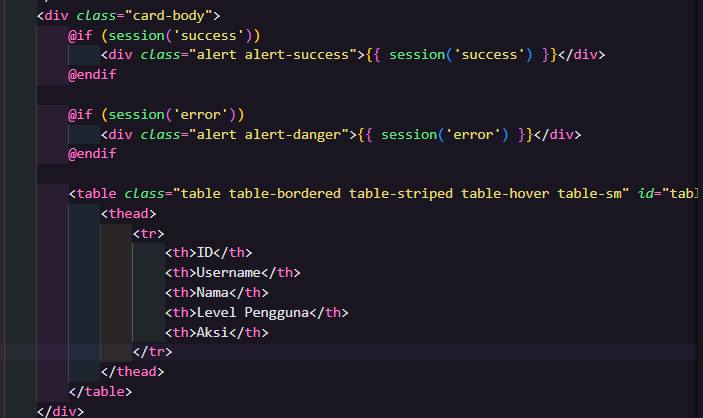 <div class="card-body">
@if (session('success'))
<div class="alert alert-success">{{ session('success') }}</div>
@endif
@if (session('error'))
<div class="alert alert-danger">{{ session('error') }}</div>
@endif
<table class="table table-bordered table-striped table-hover table-sm" id="tabl
<thead>
<tr>
<th>ID</th>
<th>Username</th>
<th>Nama</th>
<th>Level Pengguna</th>
<th>Aksi</th>
</tr>
</thead>
</table>
</div>